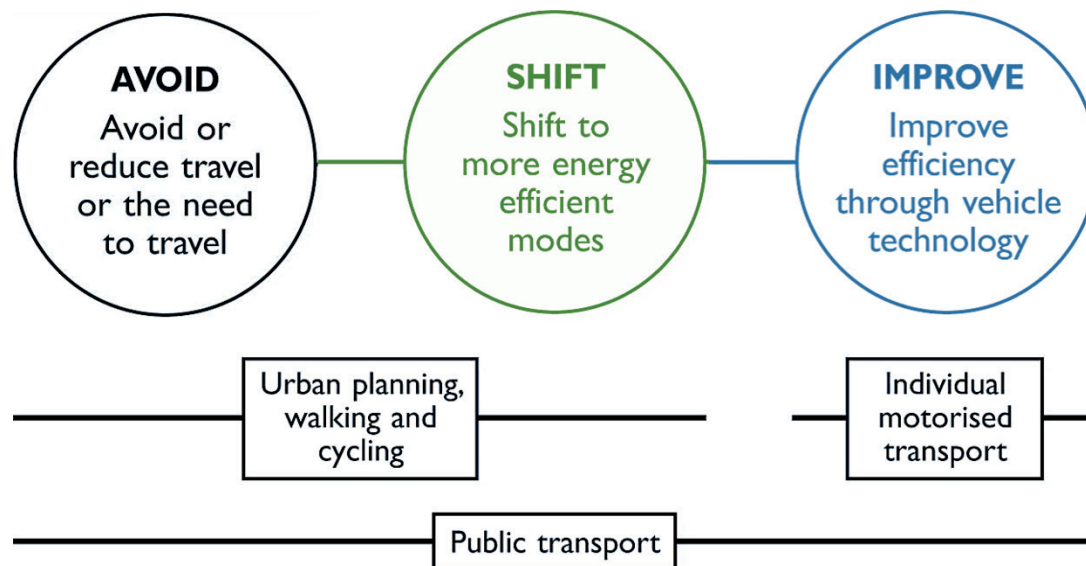 AVOID
Avoid or
reduce travel
or the need
to travel
SHIFT
Shift to
more energy
efficient
modes
IMPROVE
Improve
efficiency
through vehicle
technology
Urban planning,
walking and
cycling
Individual
motorised
transport
Public transport